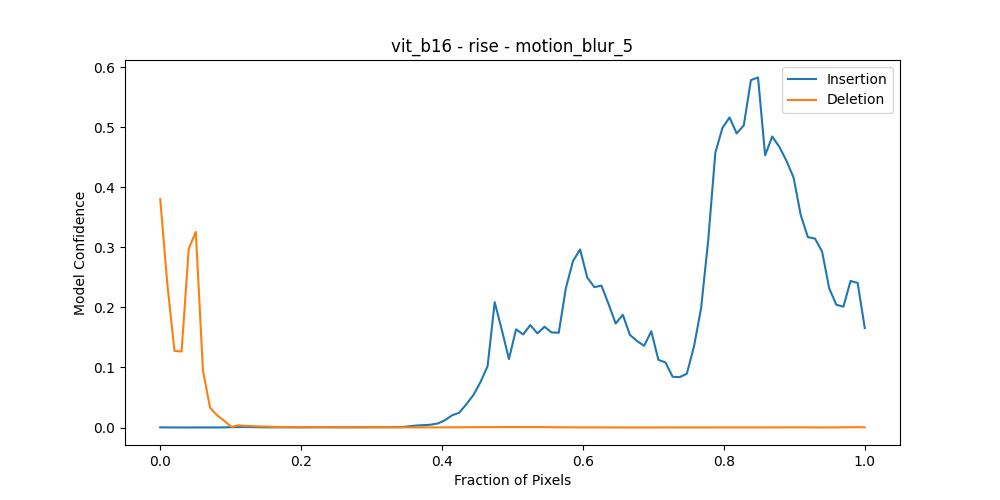 vit_b16 - rise - motion_blur_5
Insertion
Deletion
Model Confidence
0.6
0.5
0.4
0.3
0.2
0.1
0.0
0.0 0.2 0.4 0.6 0.8 1.0
Fraction of Pixels